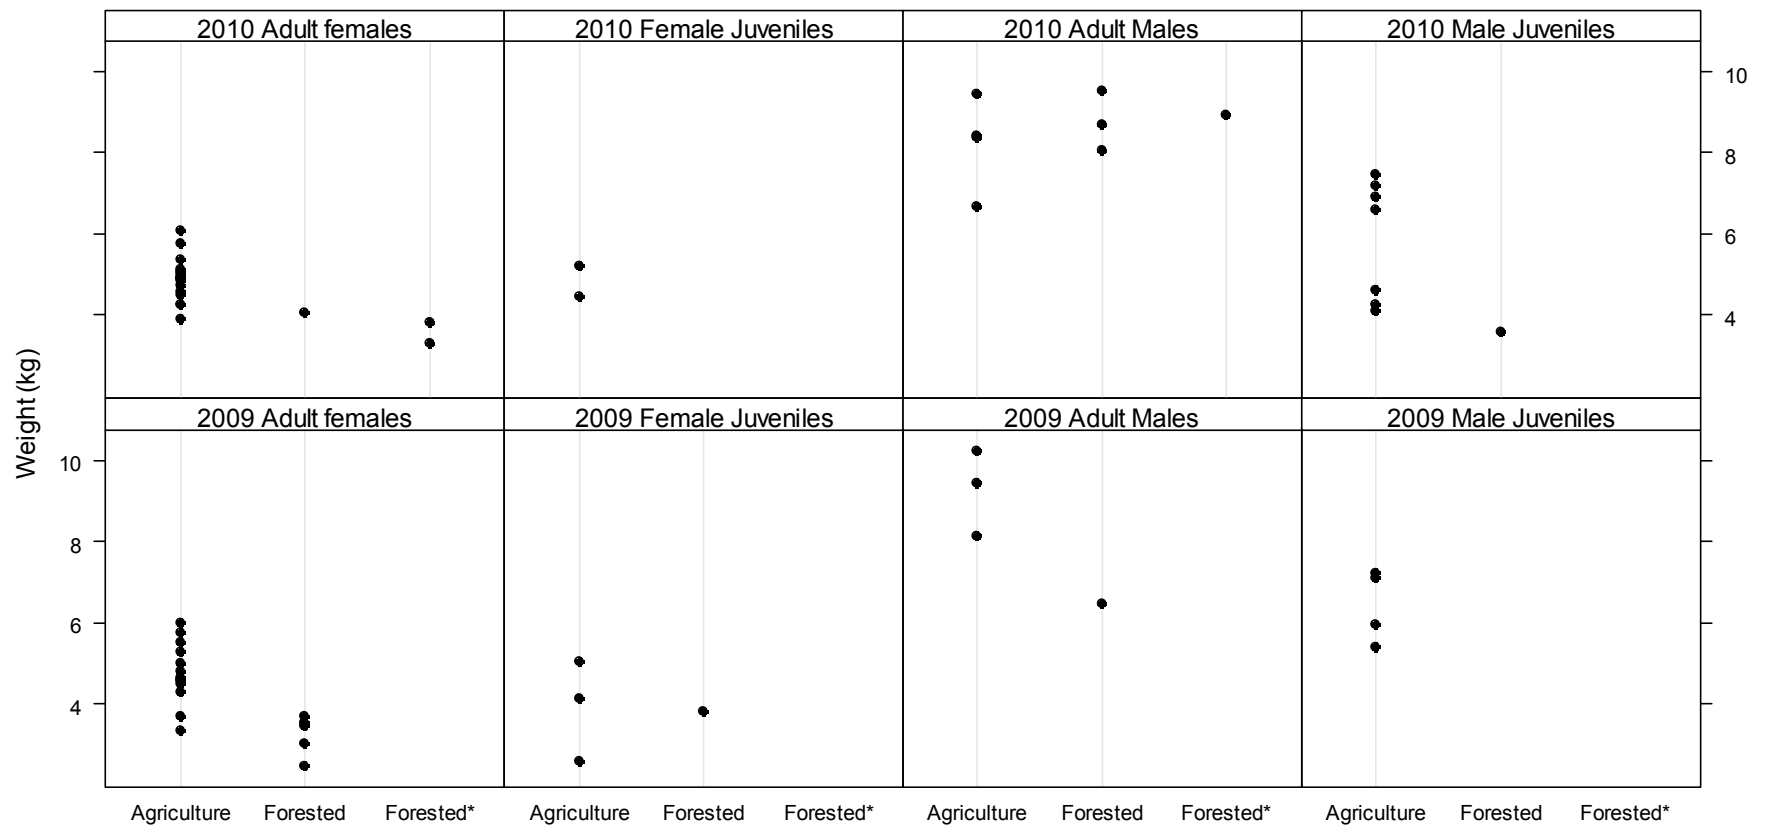 2010 Adult females 2010 Female Juveniles 2010 Adult Males 2010 Male Juveniles
10
8
6
4
Weight (kg)
2009 Adult females 2009 Female Juveniles 2009 Adult Males 2009 Male Juveniles
10
8
6
4
Agriculture Forested Forested* Agriculture Forested Forested* Agriculture Forested Forested* Agriculture Forested Forested*